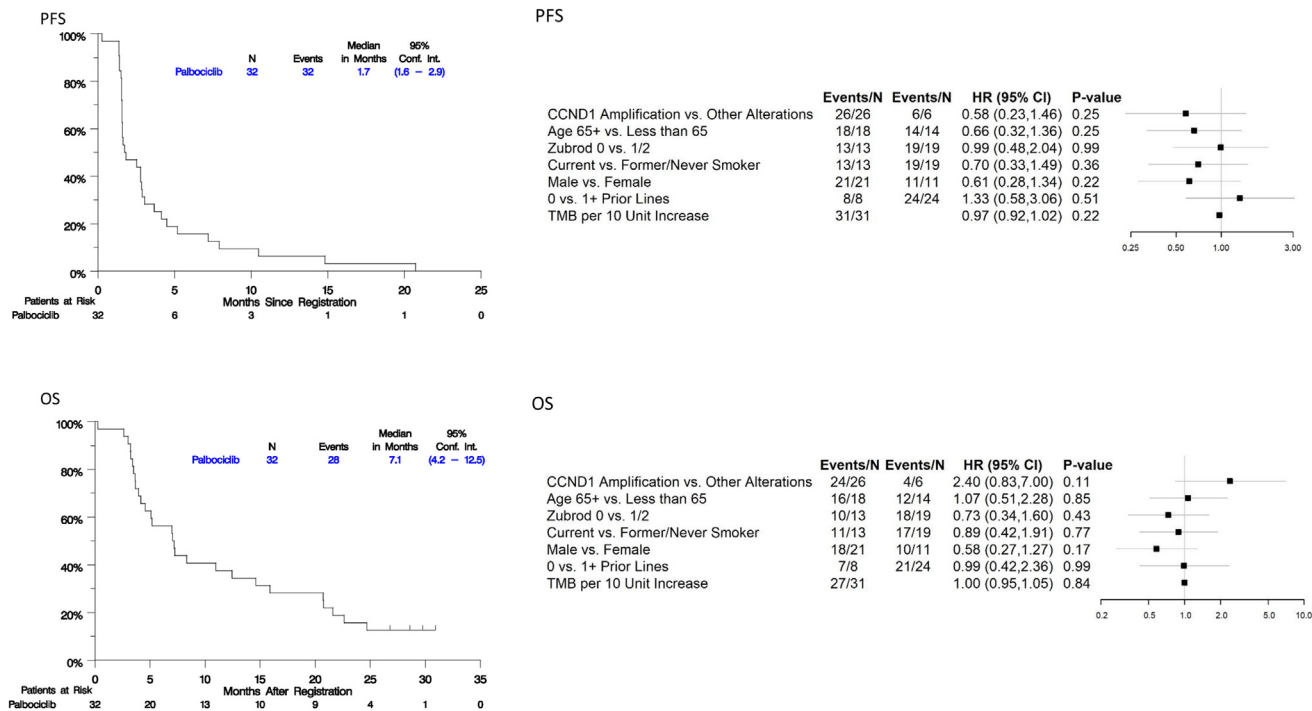 PFS
100%
80%
60%
40%
20%
0%
N Events Median in Months 95% Conf. Int.
Palbociclib 32 32 1.7 (1.6 – 2.9)
0 5 10 15 20 25
Patients at Risk Months Since Registration
Palbociclib 32 6 3 1 1 0
PFS
Events/N Events/N HR (95% CI) P-value
CCND1 Amplification vs. Other Alterations 26/26 6/6 0.58 (0.23,1.46) 0.25
Age 65+ vs. Less than 65 18/18 14/14 0.66 (0.32,1.36) 0.25
Zubrod 0 vs. 1/2 13/13 19/19 0.99 (0.48,2.04) 0.99
Current vs. Former/Never Smoker 13/13 19/19 0.70 (0.33,1.49) 0.36
Male vs. Female 21/21 11/11 0.61 (0.28,1.34) 0.22
0 vs. 1+ Prior Lines 8/8 24/24 1.33 (0.58,3.06) 0.51
TMB per 10 Unit Increase 31/31 0.97 (0.92,1.02) 0.22
0.25 0.50 1.00 3.00
OS
100%
80%
60%
40%
20%
0%
N Events Median in Months 95% Conf. Int.
Palbociclib 32 28 7.1 (4.2 – 12.5)
0 5 10 15 20 25 30 35
Patients at Risk Months After Registration
Palbociclib 32 20 13 10 9 4 1 0
OS
Events/N Events/N HR (95% CI) P-value
CCND1 Amplification vs. Other Alterations 24/26 4/6 2.40 (0.83,7.00) 0.11
Age 65+ vs. Less than 65 16/18 12/14 1.07 (0.51,2.28) 0.85
Zubrod 0 vs. 1/2 10/13 18/19 0.73 (0.34,1.60) 0.43
Current vs. Former/Never Smoker 11/13 17/19 0.89 (0.42,1.91) 0.77
Male vs. Female 18/21 10/11 0.58 (0.27,1.27) 0.17
0 vs. 1+ Prior Lines 7/8 21/24 0.99 (0.42,2.36) 0.99
TMB per 10 Unit Increase 27/31 1.00 (0.95,1.05) 0.84
0.2 0.5 1.0 2.0 5.0 10.0